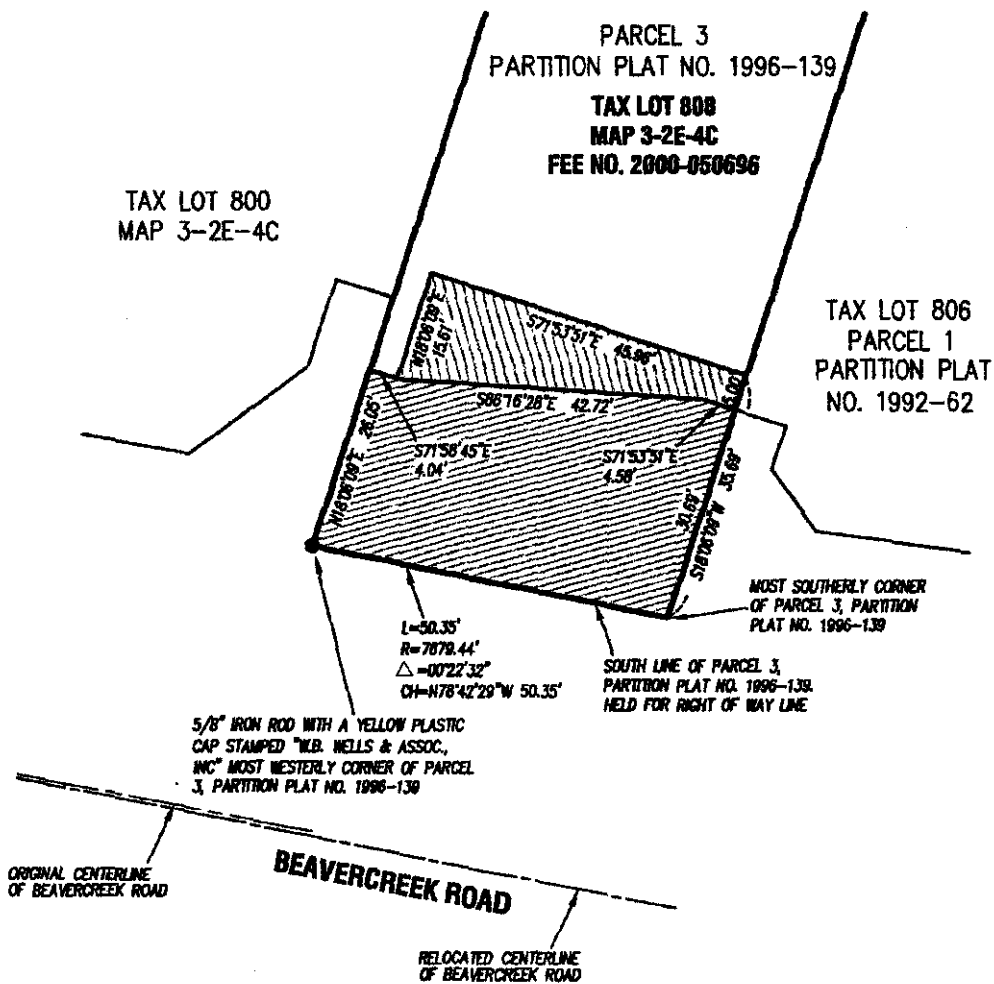 PARCEL 3
PARTITION PLAT NO. 1996-139
TAX LOT 808
MAP 3-2E-4C
FEE NO. 2000-050696
TAX LOT 800
MAP 3-2E-4C
TAX LOT 806
PARCEL 1
PARTITION PLAT
NO. 1992-62
N18°06'09"E
15.61'
S71°53'51"E 45.96'
5.00'
S86°16'28"E 42.72'
N18°06'09"E 26.05'
S71°56'45"E
4.04'
S71°53'51"E
4.58'
30.69'
S18°06'09"W 35.69'
MOST SOUTHERLY CORNER
OF PARCEL 3, PARTITION
PLAT NO. 1996-139
L=50.35'
R=7679.44'
△=00°22'32"
CH=N78°42'29"W 50.35'
SOUTH LINE OF PARCEL 3,
PARTITION PLAT NO. 1996-139.
HELD FOR RIGHT OF WAY LINE
5/8" IRON ROD WITH A YELLOW PLASTIC
CAP STAMPED "W.B. WELLS & ASSOC.,
INC" MOST WESTERLY CORNER OF PARCEL
3, PARTITION PLAT NO. 1996-139
ORIGINAL CENTERLINE
OF BEAVERCREEK ROAD
BEAVERCREEK ROAD
RELOCATED CENTERLINE
OF BEAVERCREEK ROAD